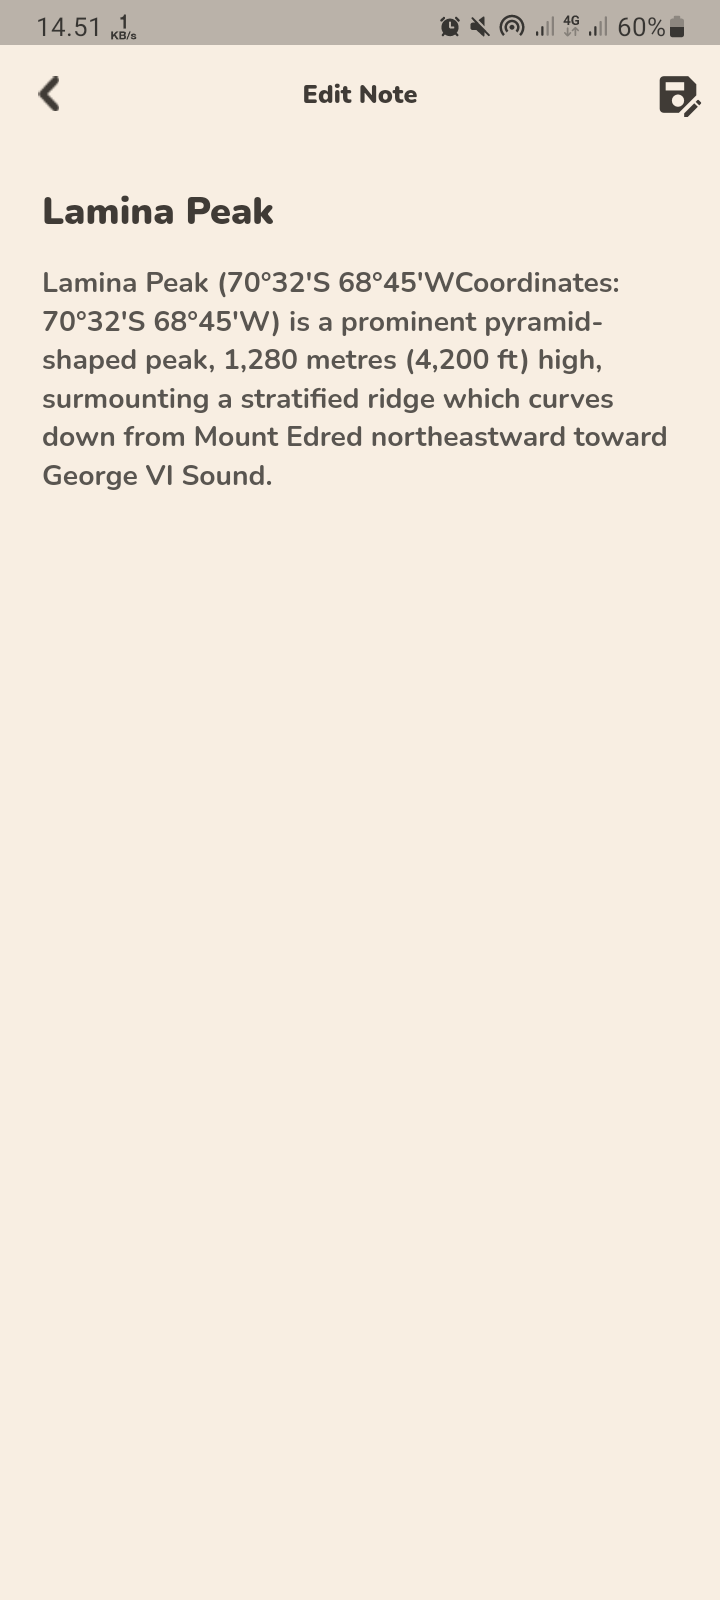 14.51 1 KB/s 4G 60%
Edit Note
Lamina Peak
Lamina Peak (70°32'S 68°45'WCoordinates:
70°32'S 68°45'W) is a prominent pyramid-
shaped peak, 1,280 metres (4,200 ft) high,
surmounting a stratified ridge which curves
down from Mount Edred northeastward toward
George VI Sound.